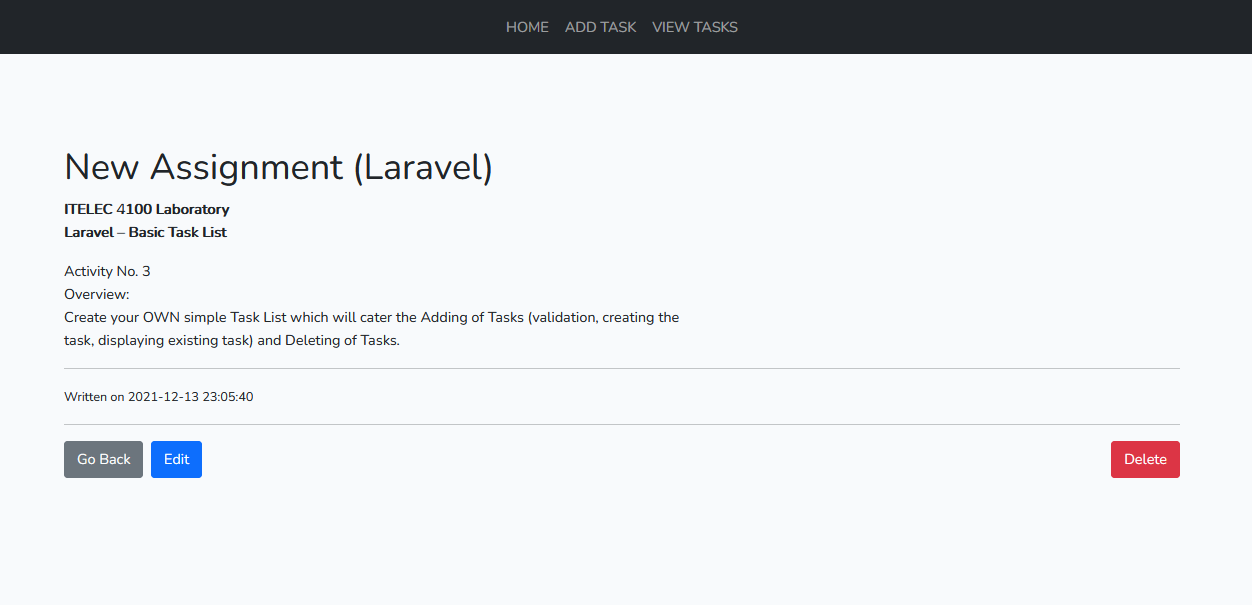 HOME ADD TASK VIEW TASKS
New Assignment (Laravel)
ITELEC 4100 Laboratory
Laravel – Basic Task List
Activity No. 3
Overview:
Create your OWN simple Task List which will cater the Adding of Tasks (validation, creating the
task, displaying existing task) and Deleting of Tasks.
Written on 2021-12-13 23:05:40
Go Back Edit Delete